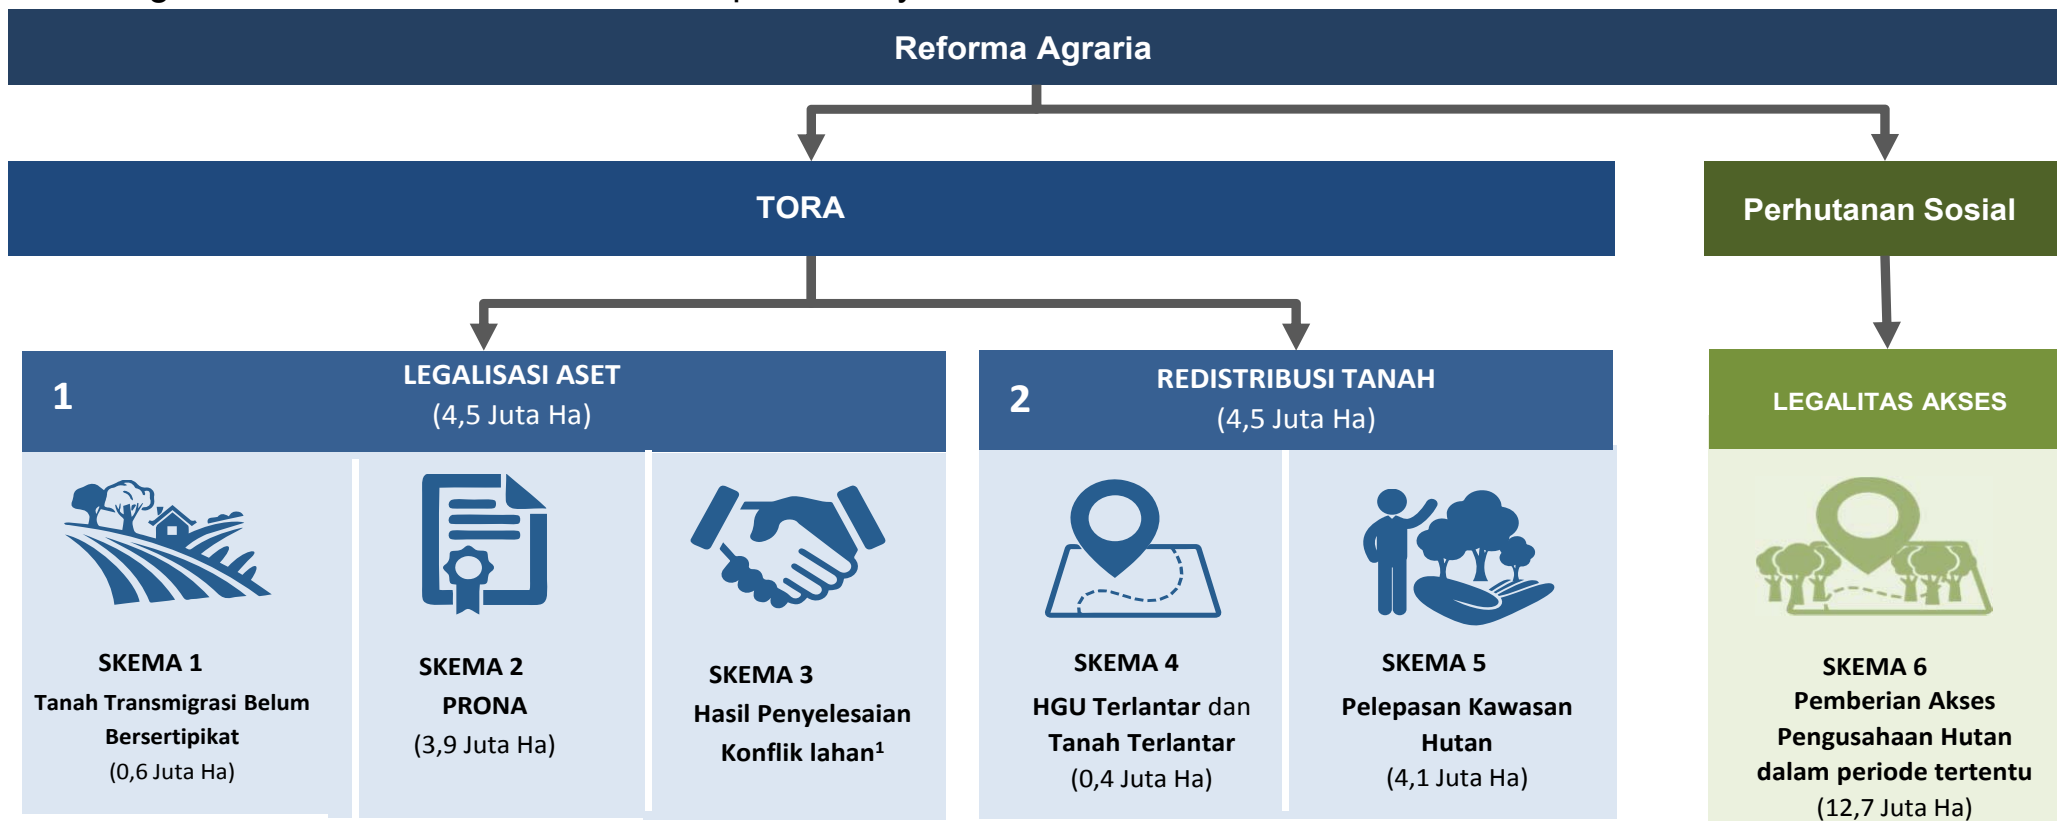 Reforma Agraria
TORA
Perhutanan Sosial
1
LEGALISASI ASET
(4,5 Juta Ha)
2
REDISTRIBUSI TANAH
(4,5 Juta Ha)
LEGALITAS AKSES
SKEMA 1
Tanah Transmigrasi Belum
Bersertipikat
(0,6 Juta Ha)
SKEMA 2
PRONA
(3,9 Juta Ha)
SKEMA 3
Hasil Penyelesaian
Konflik lahan¹
SKEMA 4
HGU Terlantar dan
Tanah Terlantar
(0,4 Juta Ha)
SKEMA 5
Pelepasan Kawasan
Hutan
(4,1 Juta Ha)
SKEMA 6
Pemberian Akses
Pengusahaan Hutan
dalam periode tertentu
(12,7 Juta Ha)